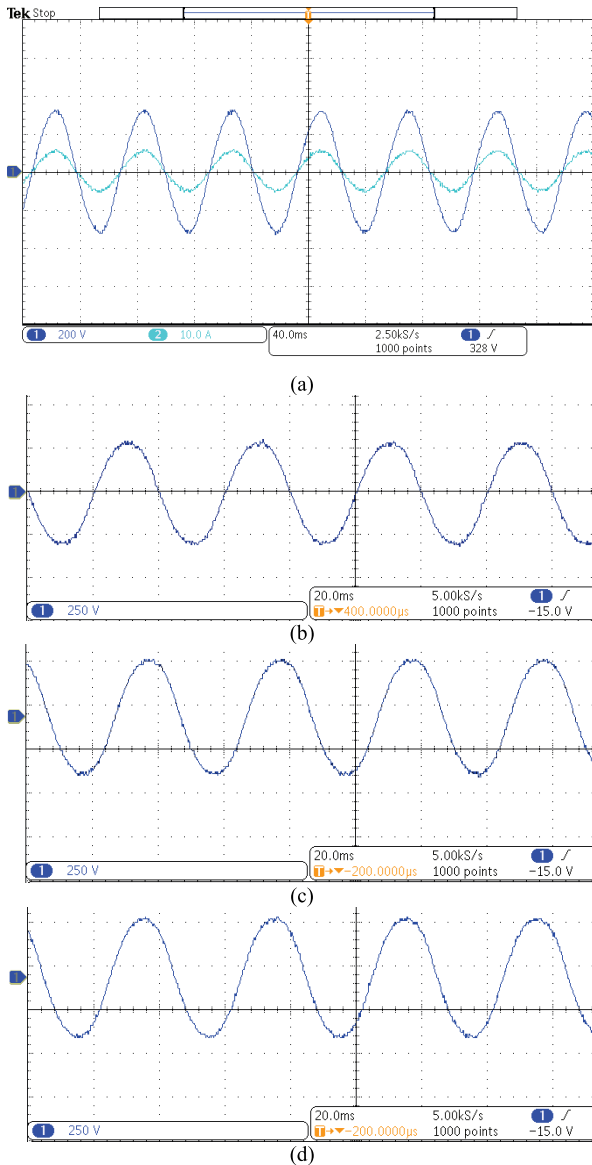 Tek Stop
T
1
1 200 V 2 10.0 A 40.0ms 2.50kS/s 1 ∫
1000 points 328 V
(a)
1
20.0ms 5.00kS/s 1 ∫
1 250 V T→▼400.0000µs 1000 points −15.0 V
(b)
1
20.0ms 5.00kS/s 1 ∫
1 250 V T→▼−200.0000µs 1000 points −15.0 V
(c)
1
20.0ms 5.00kS/s 1 ∫
1 250 V T→▼−200.0000µs 1000 points −15.0 V
(d)